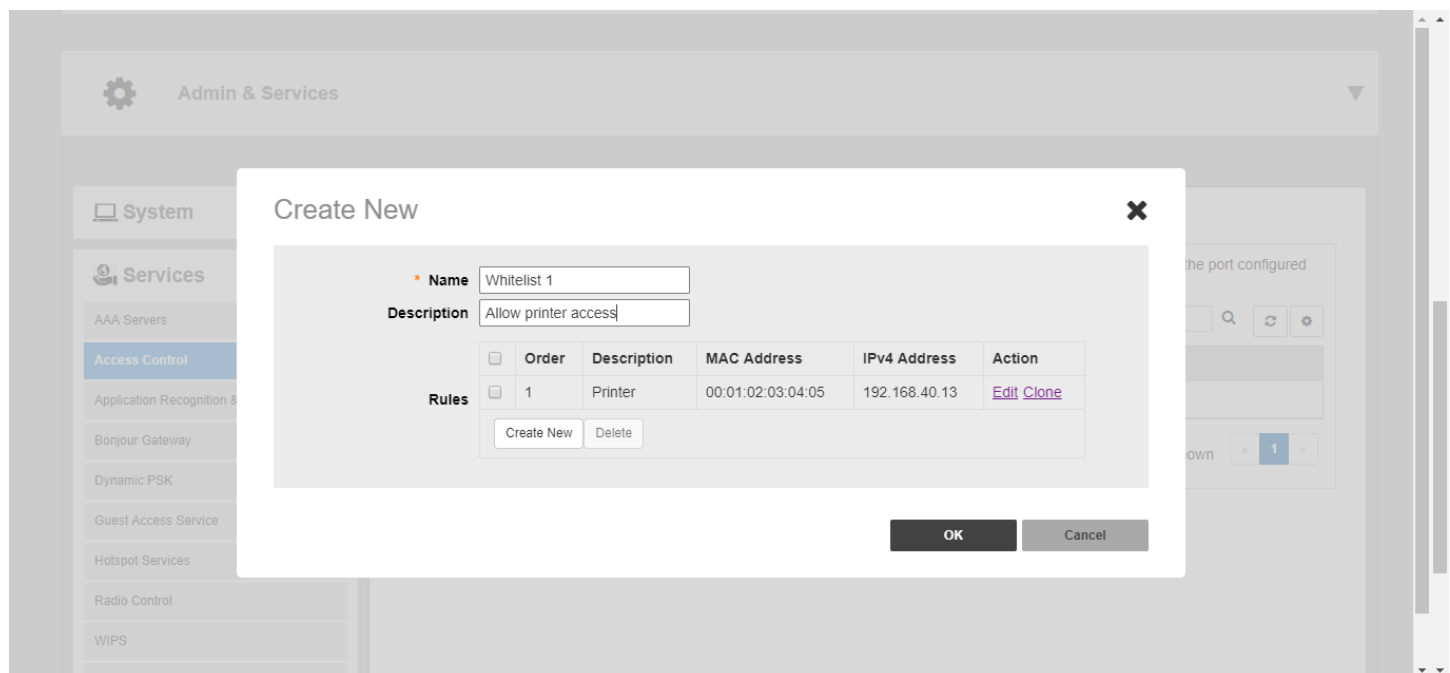 Admin & Services
System
Services
AAA Servers
Access Control
Application Recognition &
Bonjour Gateway
Dynamic PSK
Guest Access Service
Hotspot Services
Radio Control
WIPS
Create New
* Name Whitelist 1
Description Allow printer access
Order Description MAC Address IPv4 Address Action
Rules
1 Printer 00:01:02:03:04:05 192.168.40.13 Edit Clone
Create New Delete
OK Cancel
the port configured
own « 1 »